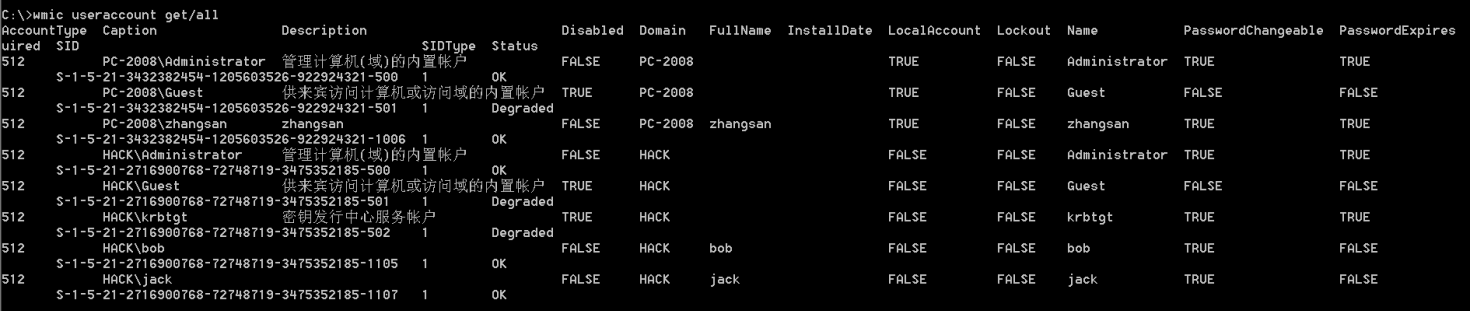 C:\>wmic useraccount get/all
AccountType Caption Description Disabled Domain FullName InstallDate LocalAccount Lockout Name PasswordChangeable PasswordExpires
uired SID SIDType Status
512 PC-2008\Administrator 管理计算机(域)的内置帐户 FALSE PC-2008 TRUE FALSE Administrator TRUE TRUE
S-1-5-21-3432382454-1205603526-922924321-500 1 OK
512 PC-2008\Guest 供来宾访问计算机或访问域的内置帐户 TRUE PC-2008 TRUE FALSE Guest FALSE FALSE
S-1-5-21-3432382454-1205603526-922924321-501 1 Degraded
512 PC-2008\zhangsan zhangsan FALSE PC-2008 zhangsan TRUE FALSE zhangsan TRUE TRUE
S-1-5-21-3432382454-1205603526-922924321-1006 1 OK
512 HACK\Administrator 管理计算机(域)的内置帐户 FALSE HACK FALSE FALSE Administrator TRUE TRUE
S-1-5-21-2716900768-72748719-3475352185-500 1 OK
512 HACK\Guest 供来宾访问计算机或访问域的内置帐户 TRUE HACK FALSE FALSE Guest FALSE FALSE
S-1-5-21-2716900768-72748719-3475352185-501 1 Degraded
512 HACK\krbtgt 密钥发行中心服务帐户 TRUE HACK FALSE FALSE krbtgt TRUE TRUE
S-1-5-21-2716900768-72748719-3475352185-502 1 Degraded
512 HACK\bob FALSE HACK bob FALSE FALSE bob TRUE FALSE
S-1-5-21-2716900768-72748719-3475352185-1105 1 OK
512 HACK\jack FALSE HACK jack FALSE FALSE jack TRUE FALSE
S-1-5-21-2716900768-72748719-3475352185-1107 1 OK